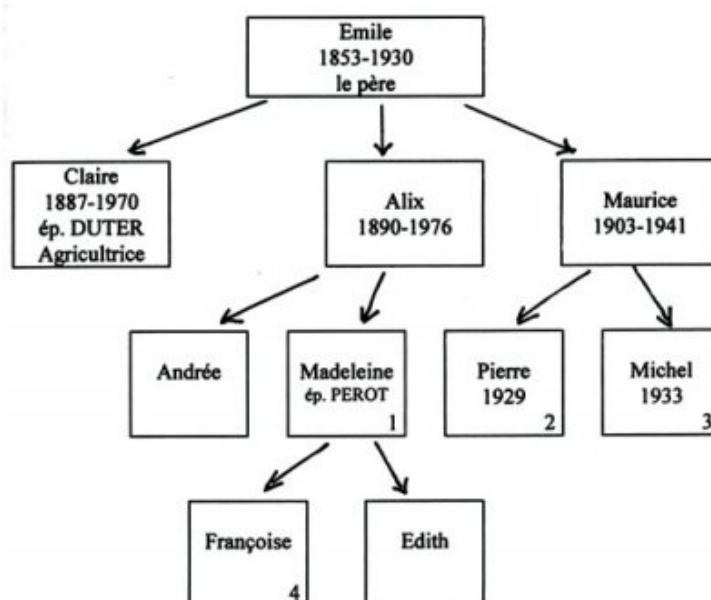 Emile
1853-1930
le père
Claire
1887-1970
ép. DUTER
Agricultrice
Alix
1890-1976
Maurice
1903-1941
Andrée
Madeleine
ép. PEROT
1
Pierre
1929
2
Michel
1933
3
Françoise
4
Edith